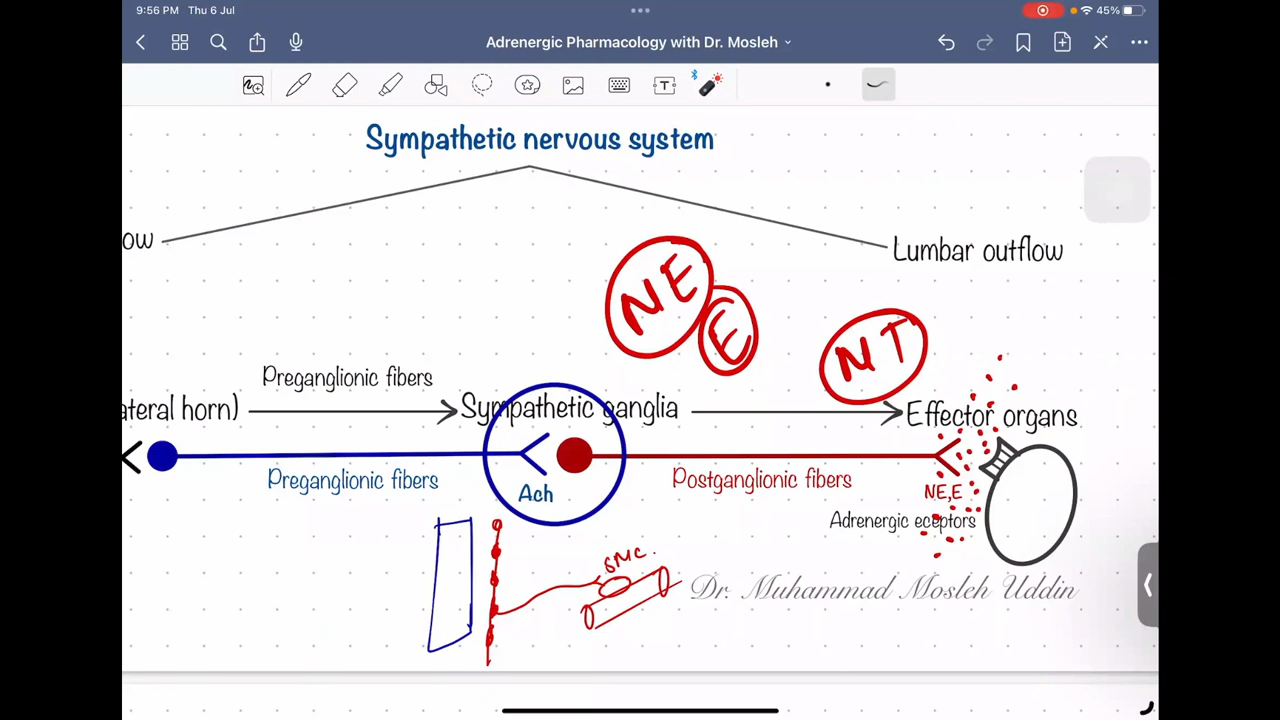 9:56 PM Thu 6 Jul
45%
Adrenergic Pharmacology with Dr. Mosleh
Sympathetic nervous system
ow
Lumbar outflow
NE
E
NT
Preganglionic fibers
ateral horn)
Sympathetic ganglia
Effector organs
Preganglionic fibers
Ach
Postganglionic fibers
NE,E
Adrenergic eceptors
SMC.
Dr. Muhammad Mosleh Uddin